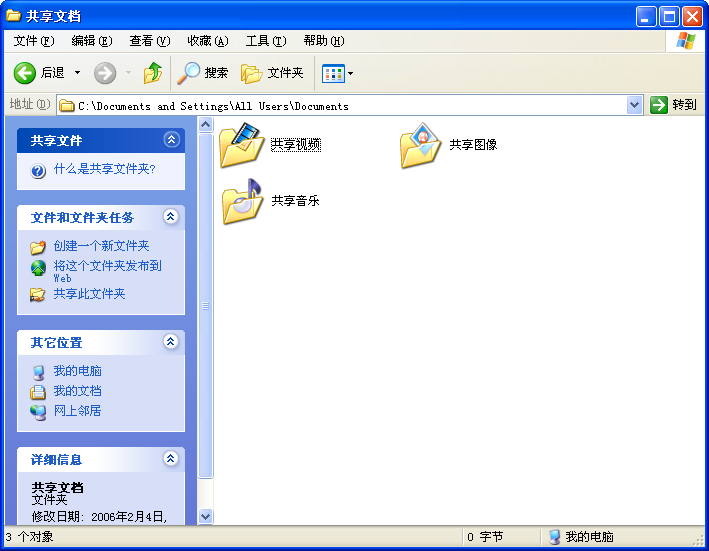 共享文档
文件(F) 编辑(E) 查看(V) 收藏(A) 工具(T) 帮助(H)
后退 搜索 文件夹
地址(D) C:\Documents and Settings\All Users\Documents 转到
共享文件
什么是共享文件夹?
文件和文件夹任务
创建一个新文件夹
将这个文件夹发布到
Web
共享此文件夹
其它位置
我的电脑
我的文档
网上邻居
详细信息
共享文档
文件夹
修改日期: 2006年2月4日,
共享视频 共享图像
共享音乐
3 个对象 0 字节 我的电脑